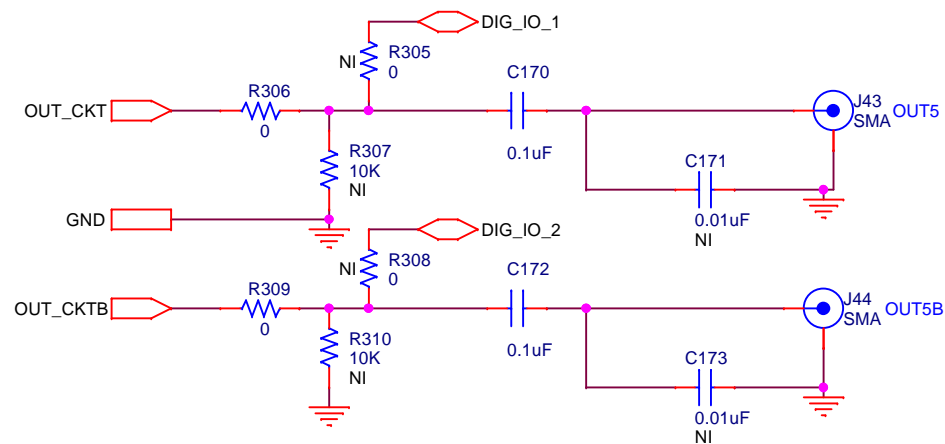 DIG_IO_1
NI
R305
0
C170
R306
OUT_CKT
0
0.1uF
J43
SMA
OUT5
R307
10K
NI
C171
0.01uF
NI
GND
DIG_IO_2
NI
R308
0
C172
R309
OUT_CKTB
0
0.1uF
J44
SMA
OUT5B
R310
10K
NI
C173
0.01uF
NI